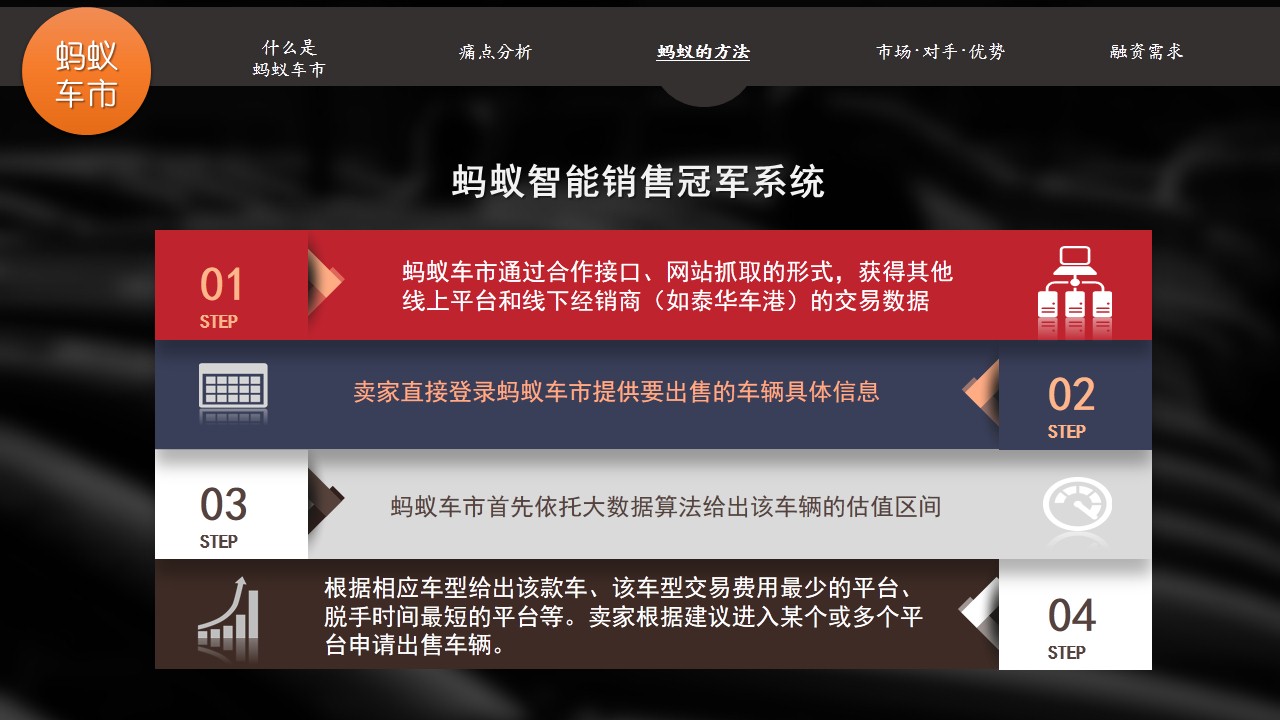 蚂蚁
车市
什么是
蚂蚁车市
痛点分析
蚂蚁的方法
市场·对手·优势
融资需求
蚂蚁智能销售冠军系统
01
STEP
蚂蚁车市通过合作接口、网站抓取的形式，获得其他
线上平台和线下经销商（如泰华车港）的交易数据
卖家直接登录蚂蚁车市提供要出售的车辆具体信息
02
STEP
03
STEP
蚂蚁车市首先依托大数据算法给出该车辆的估值区间
根据相应车型给出该款车、该车型交易费用最少的平台、
脱手时间最短的平台等。卖家根据建议进入某个或多个平
台申请出售车辆。
04
STEP